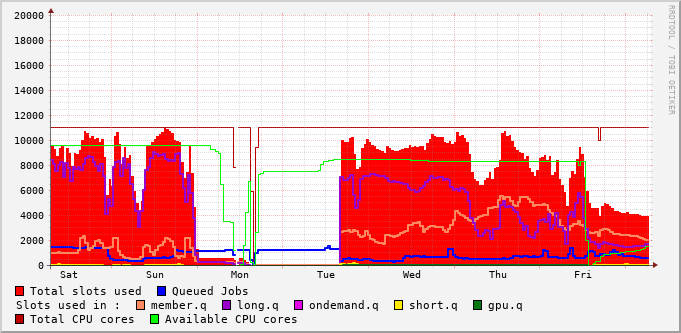 20000
18000
16000
14000
12000
10000
8000
6000
4000
2000
0
Sat Sun Mon Tue Wed Thu Fri
RRDTOOL / TOBI OETIKER
Total slots used Queued Jobs
Slots used in : member.q long.q ondemand.q short.q gpu.q
Total CPU cores Available CPU cores